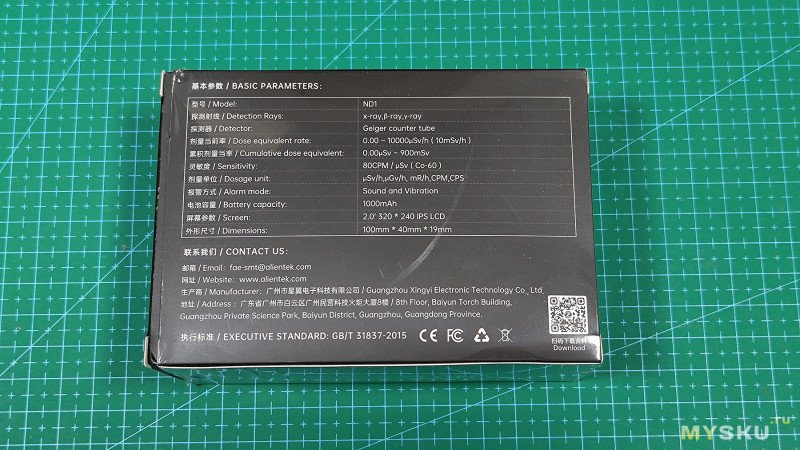 基本参数 / BASIC PARAMETERS:
型号 / Model: ND1
探测射线 / Detection Rays: x-ray,β-ray,γ-ray
探测器 / Detector: Geiger counter tube
剂量当前率 / Dose equivalent rate: 0.00 ~ 10000μSv/h ( 10mSv/h )
累积剂量当率 / Cumulative dose equivalent: 0.00μSv ~ 900mSv
灵敏度 / Sensitivity: 80CPM / μSv ( Co-60 )
剂量单位 / Dosage unit: μSv/h,μGv/h, mR/h,CPM,CPS
报警方式 / Alarm mode: Sound and Vibration
电池容量 / Battery capacity: 1000mAh
屏幕参数 / Screen: 2.0" 320 * 240 IPS LCD
外形尺寸 / Dimensions: 100mm * 40mm * 19mm
联系我们 / CONTACT US:
邮箱 / Email: fae-smt@alientek.com
网址 / Website: www.alientek.com
生产商 / Manufacturer: 广州市星翼电子科技有限公司 / Guangzhou Xingyi Electronic Technology Co_Ltd
地址 / Address : 广东省广州市白云区广州民营科技火炬大厦8楼 / 8th Floor, Baiyun Torch Building,
Guangzhou Private Science Park, Baiyun District, Guangzhou, Guangdong Province.
执行标准 / EXECUTIVE STANDARD: GB/T 31837-2015
CE FC
扫码下载资料
Download
MYSKU.ru